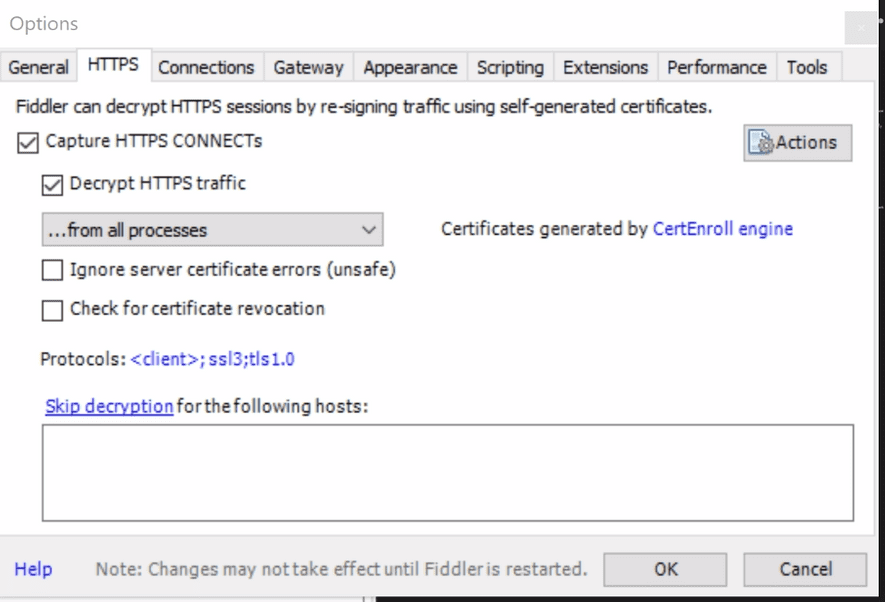 Options
General HTTPS Connections Gateway Appearance Scripting Extensions Performance Tools
Fiddler can decrypt HTTPS sessions by re-signing traffic using self-generated certificates.
Capture HTTPS CONNECTs
Actions
Decrypt HTTPS traffic
...from all processes
Certificates generated by CertEnroll engine
Ignore server certificate errors (unsafe)
Check for certificate revocation
Protocols: <client>; ssl3;tls1.0
Skip decryption for the following hosts:
Help Note: Changes may not take effect until Fiddler is restarted. OK Cancel